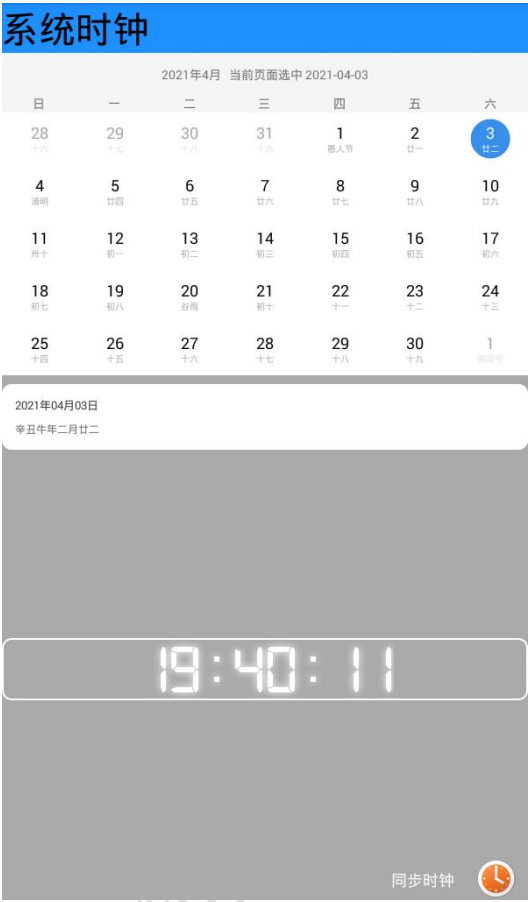 系统时钟
2021年4月 当前页面选中 2021-04-03
日 一 二 三 四 五 六
28 29 30 31 1 2 3
十六 十七 十八 十九 愚人节 廿一 廿二
4 5 6 7 8 9 10
清明 廿四 廿五 廿六 廿七 廿八 廿九
11 12 13 14 15 16 17
卅十 初一 初二 初三 初四 初五 初六
18 19 20 21 22 23 24
初七 初八 谷雨 初十 十一 十二 十三
25 26 27 28 29 30 1
十四 十五 十六 十七 十八 十九 劳动节
2021年04月03日
辛丑牛年二月廿二
19:40:11
同步时钟